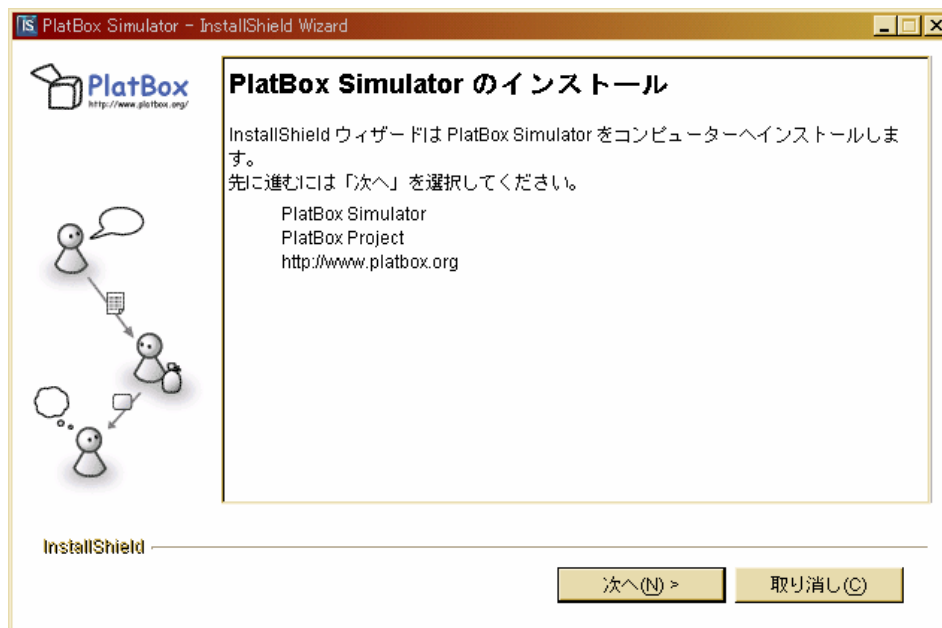 PlatBox Simulator - InstallShield Wizard
PlatBox
http://www.platbox.org/
PlatBox Simulator のインストール
InstallShield ウィザードは PlatBox Simulator をコンピューターへインストールしま
す。
先に進むには「次へ」を選択してください。
PlatBox Simulator
PlatBox Project
http://www.platbox.org
InstallShield
次へ(N) >
取り消し(C)